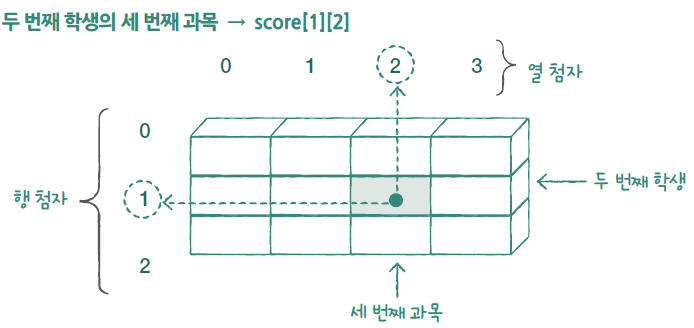 두 번째 학생의 세 번째 과목 → score[1][2]
0 1 2 3 열 첨자
0
행 첨자 1 두 번째 학생
2
세 번째 과목